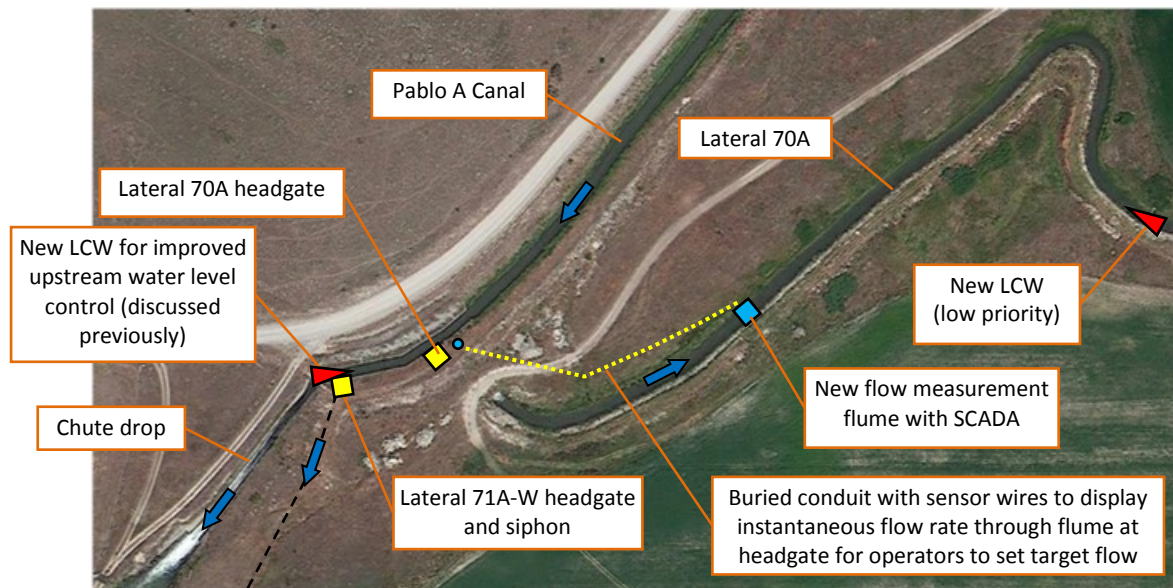 Pablo A Canal
Lateral 70A
Lateral 70A headgate
New LCW for improved
upstream water level
control (discussed
previously)
New LCW
(low priority)
New flow measurement
flume with SCADA
Chute drop
Lateral 71A-W headgate
and siphon
Buried conduit with sensor wires to display
instantaneous flow rate through flume at
headgate for operators to set target flow